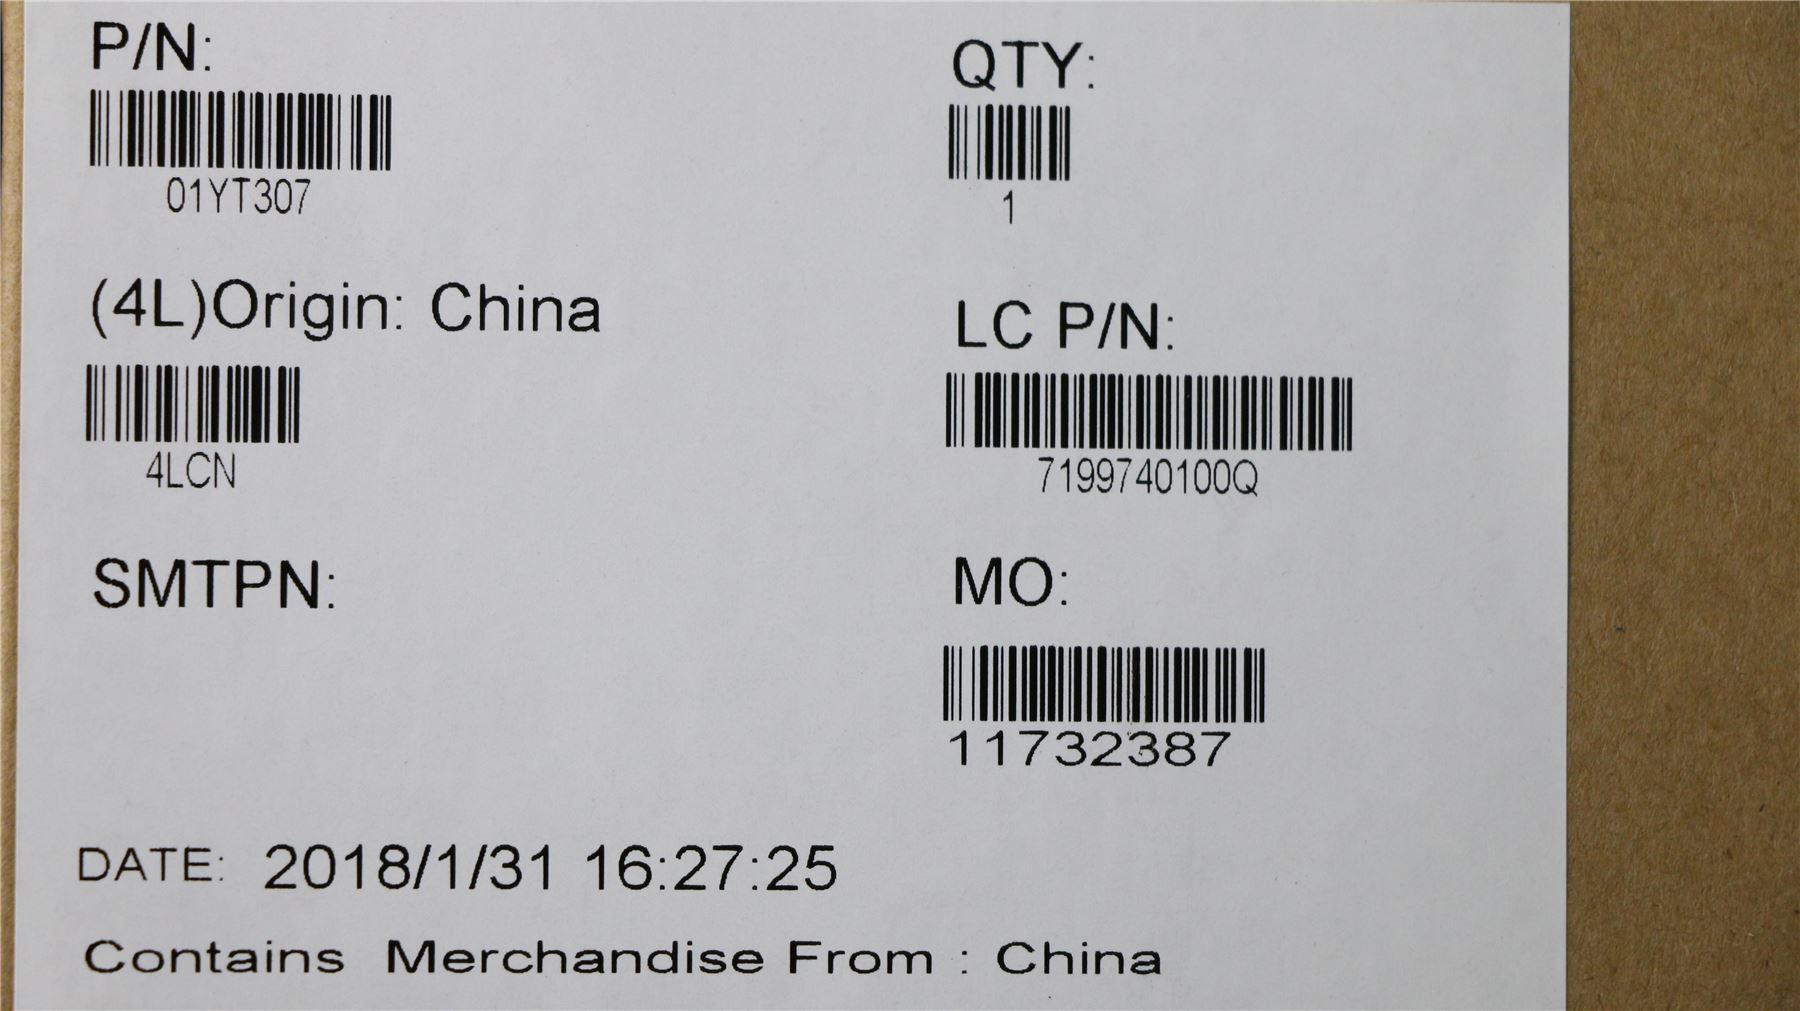 P/N:
01YT307
QTY:
1
(4L)Origin: China
4LCN
LC P/N:
7199740100Q
SMTPN:
MO:
11732387
DATE: 2018/1/31 16:27:25
Contains Merchandise From : China